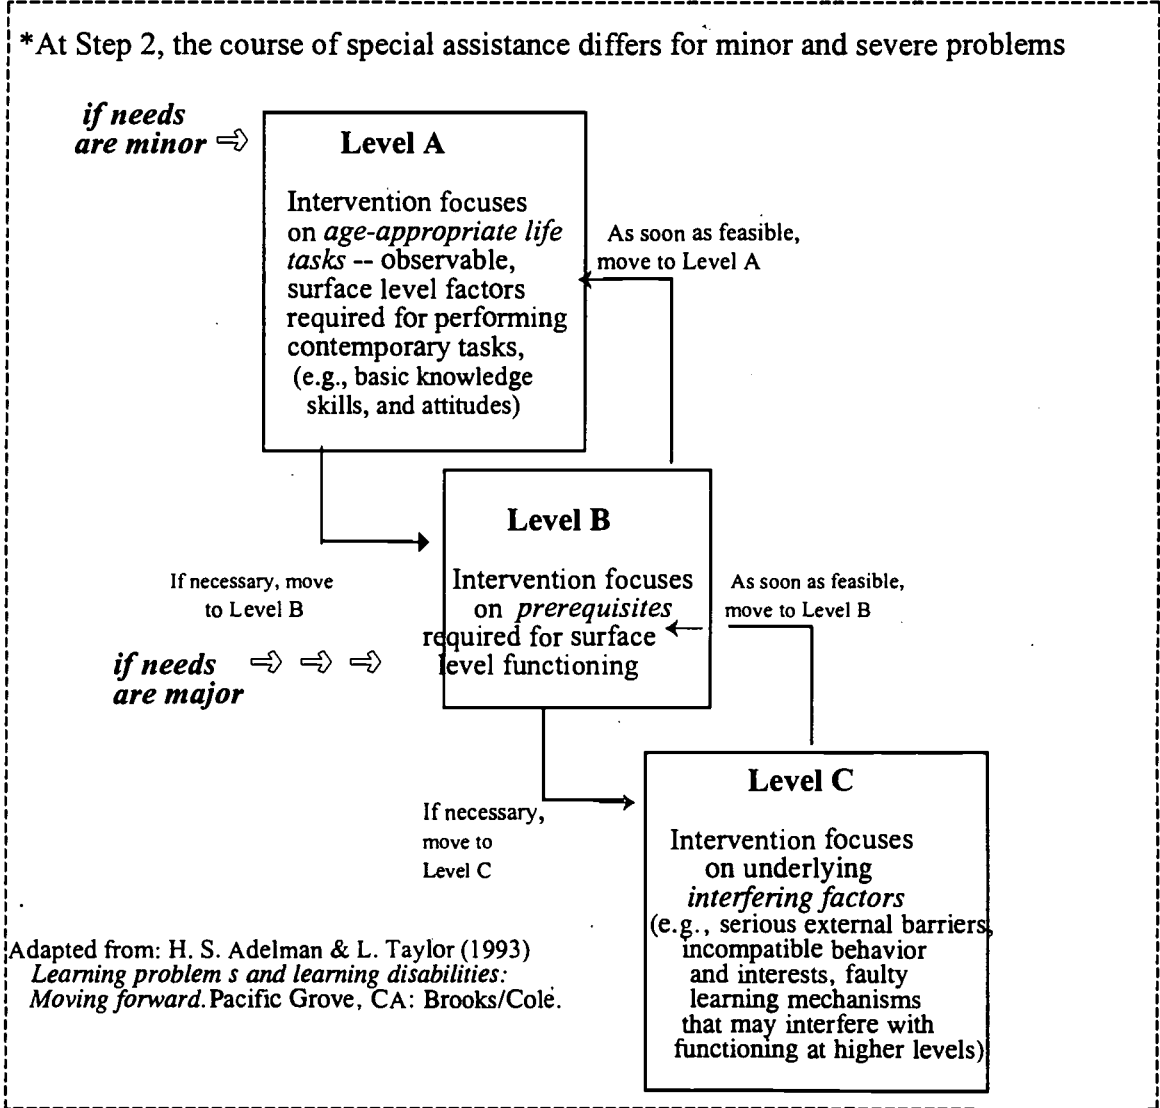 *At Step 2, the course of special assistance differs for minor and severe problems
if needs
are minor
Level A
Intervention focuses
on age-appropriate life
tasks -- observable,
surface level factors
required for performing
contemporary tasks,
(e.g., basic knowledge
skills, and attitudes)
As soon as feasible,
move to Level A
If necessary, move
to Level B
if needs
are major
Level B
Intervention focuses
on prerequisites
required for surface
level functioning
As soon as feasible,
move to Level B
If necessary,
move to
Level C
Level C
Intervention focuses
on underlying
interfering factors
(e.g., serious external barriers,
incompatible behavior
and interests, faulty
learning mechanisms
that may interfere with
functioning at higher levels)
Adapted from: H. S. Adelman & L. Taylor (1993)
Learning problem s and learning disabilities:
Moving forward. Pacific Grove, CA: Brooks/Cole.